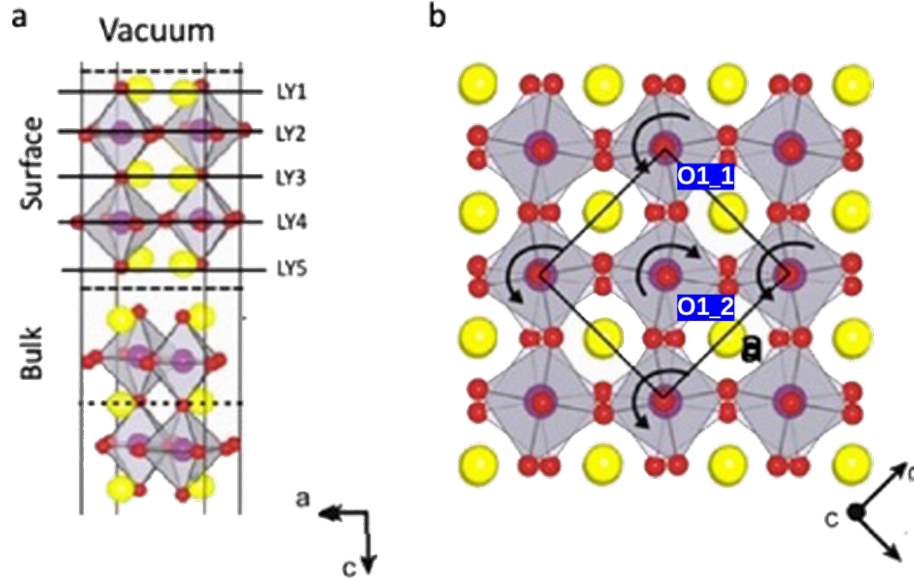 a
Vacuum
Surface
LY1
LY2
LY3
LY4
LY5
Bulk
a
c
b
O1_1
O1_2
a
c